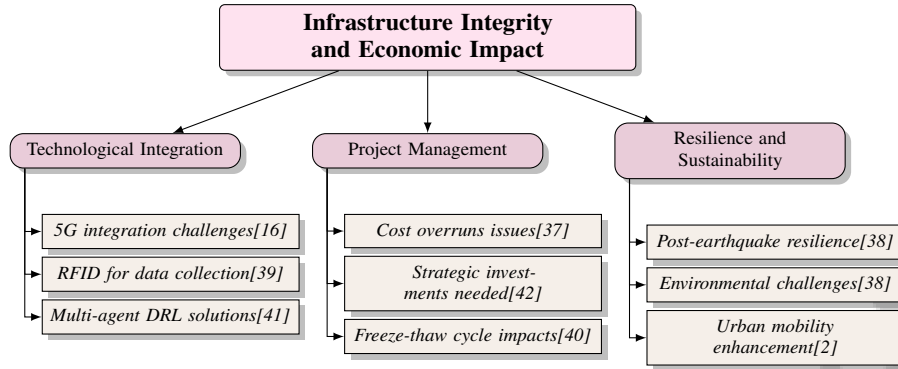 Infrastructure Integrity
and Economic Impact
Technological Integration
Project Management
Resilience and
Sustainability
5G integration challenges[16]
RFID for data collection[39]
Multi-agent DRL solutions[41]
Cost overruns issues[37]
Strategic invest-
ments needed[42]
Freeze-thaw cycle impacts[40]
Post-earthquake resilience[38]
Environmental challenges[38]
Urban mobility
enhancement[2]